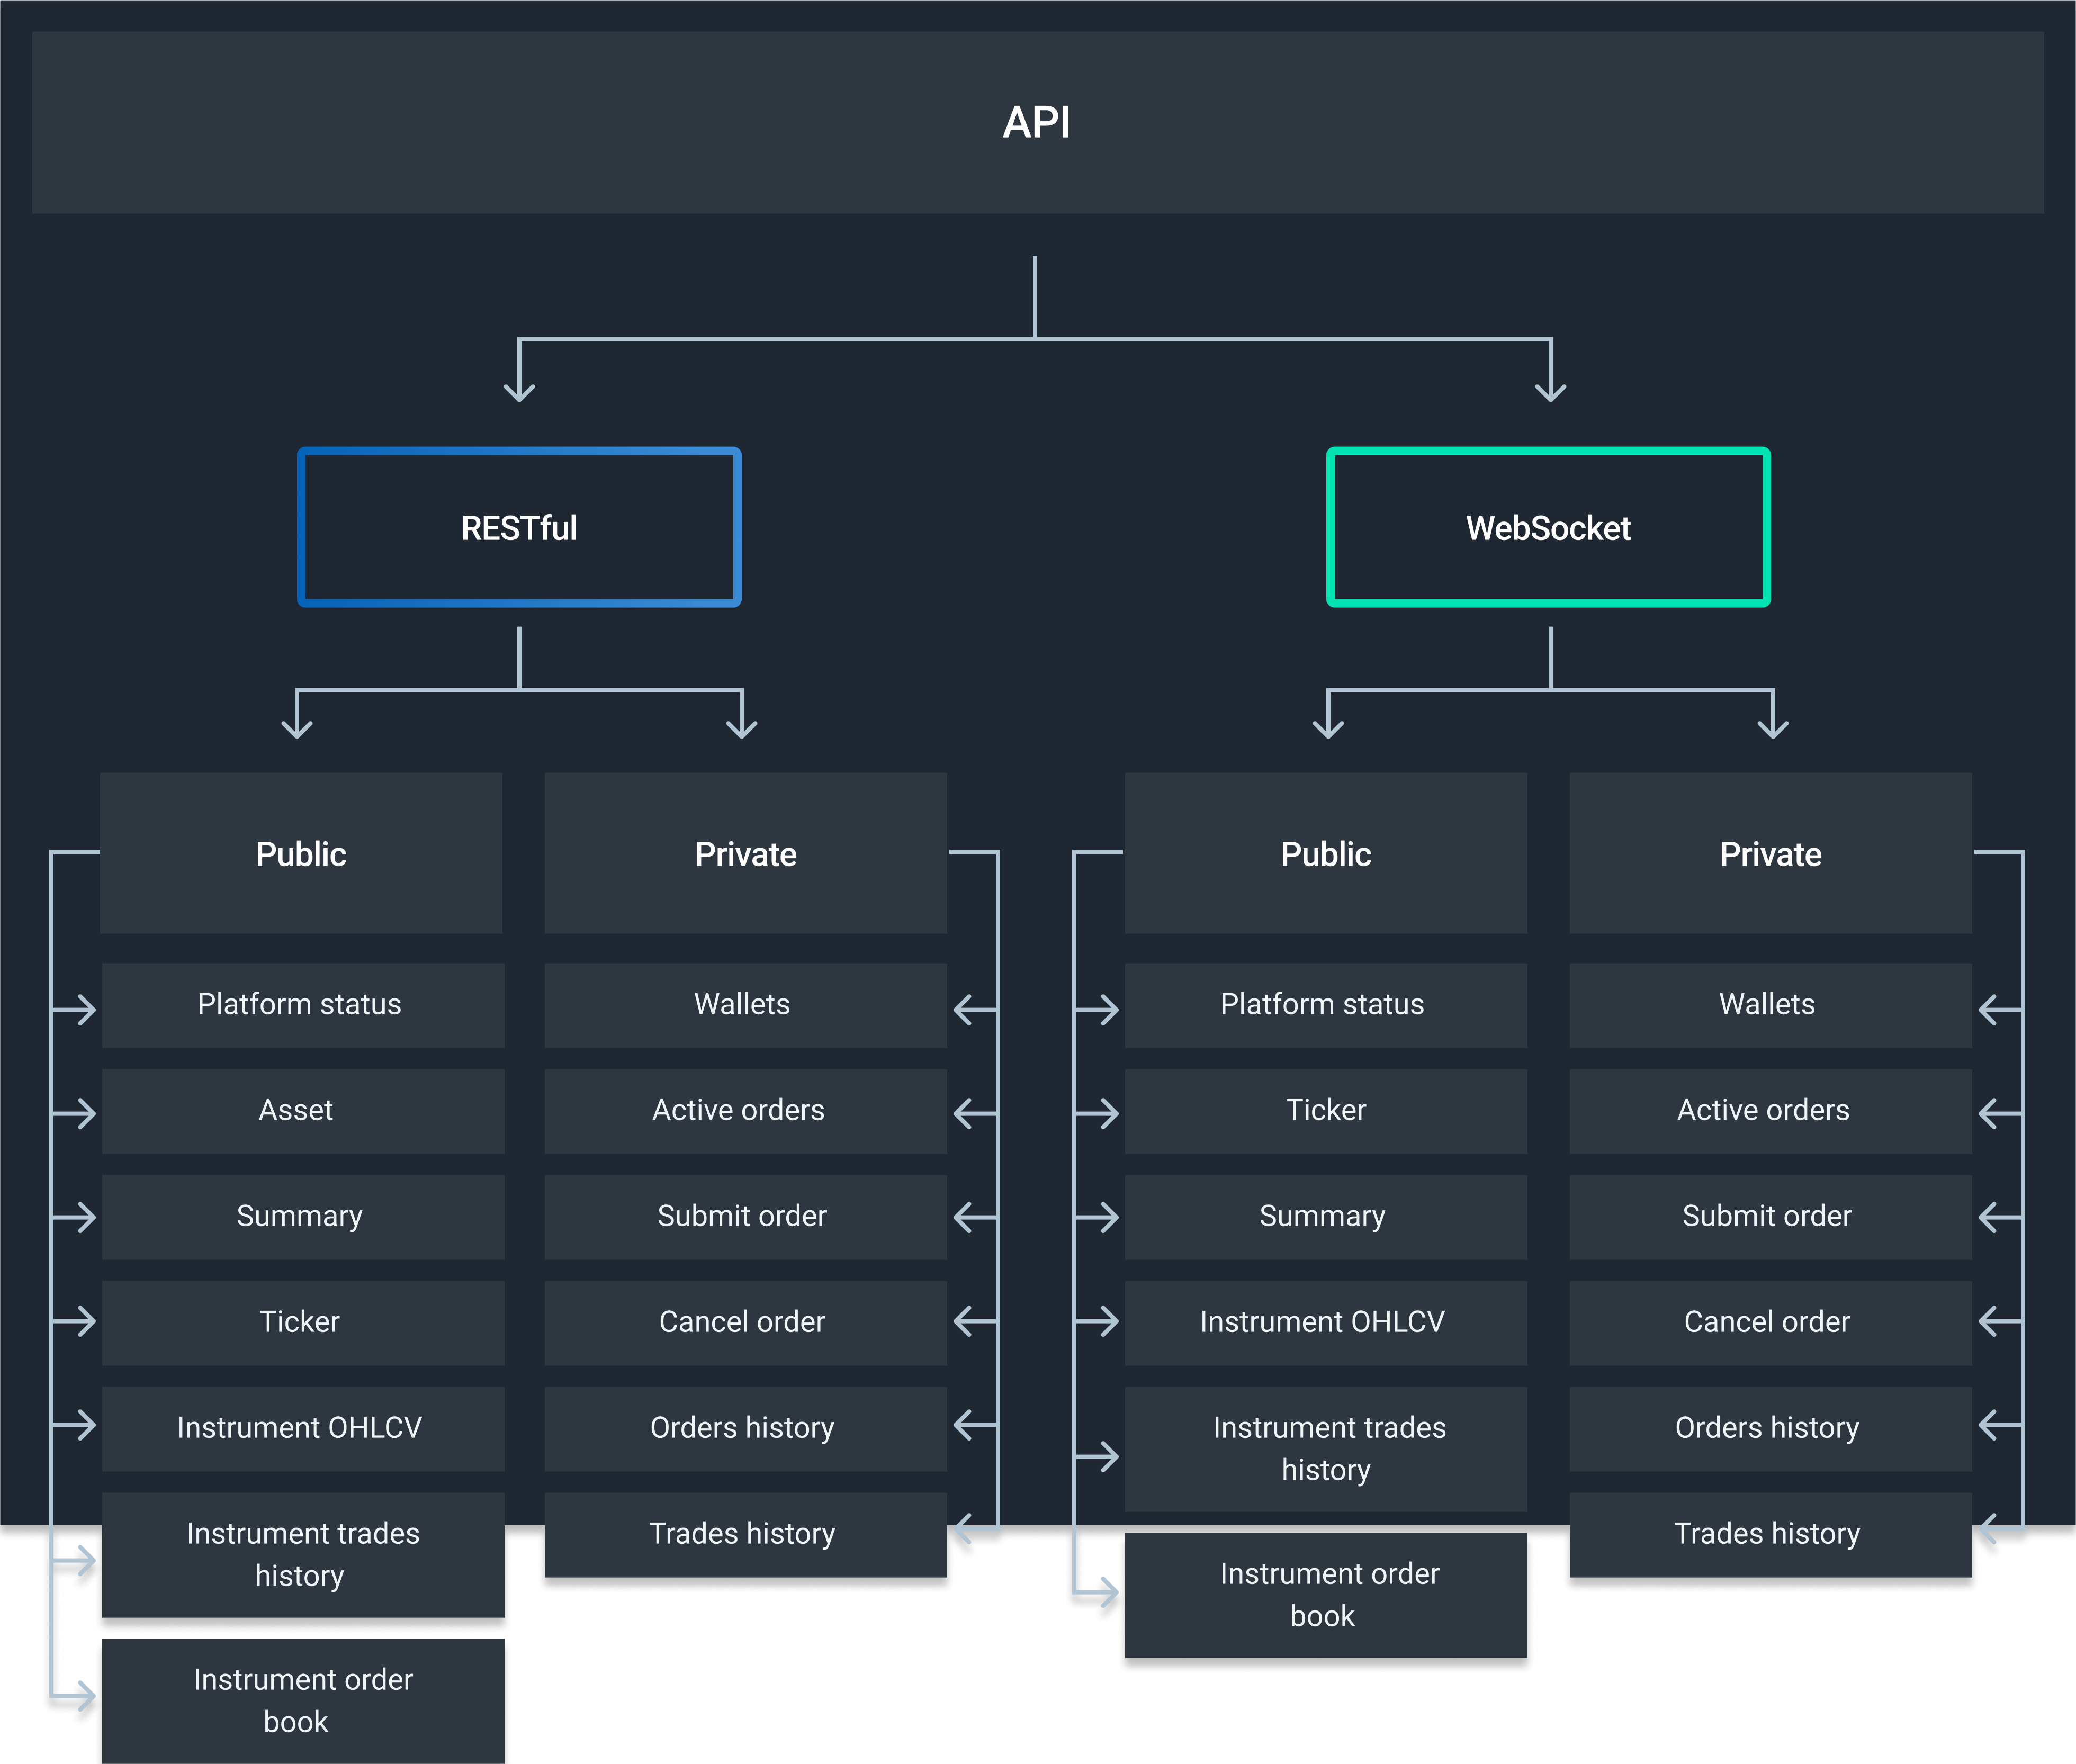 API
RESTful
WebSocket
Public
Private
Public
Private
Platform status
Wallets
Platform status
Wallets
Asset
Active orders
Ticker
Active orders
Summary
Submit order
Summary
Submit order
Ticker
Cancel order
Instrument OHLCV
Cancel order
Instrument OHLCV
Orders history
Instrument trades
history
Orders history
Instrument trades
history
Trades history
Instrument order
book
Trades history
Instrument order
book